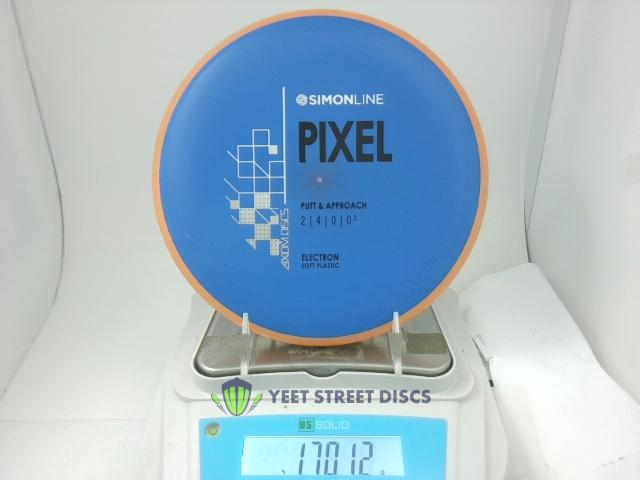 SIMONLINE
PIXEL
PUTT & APPROACH
2 | 4 | 0 | 0.5
ELECTRON
SOFT PLASTIC
AXIOM DISCS
YEET STREET DISCS
US SOLID
170.12 g